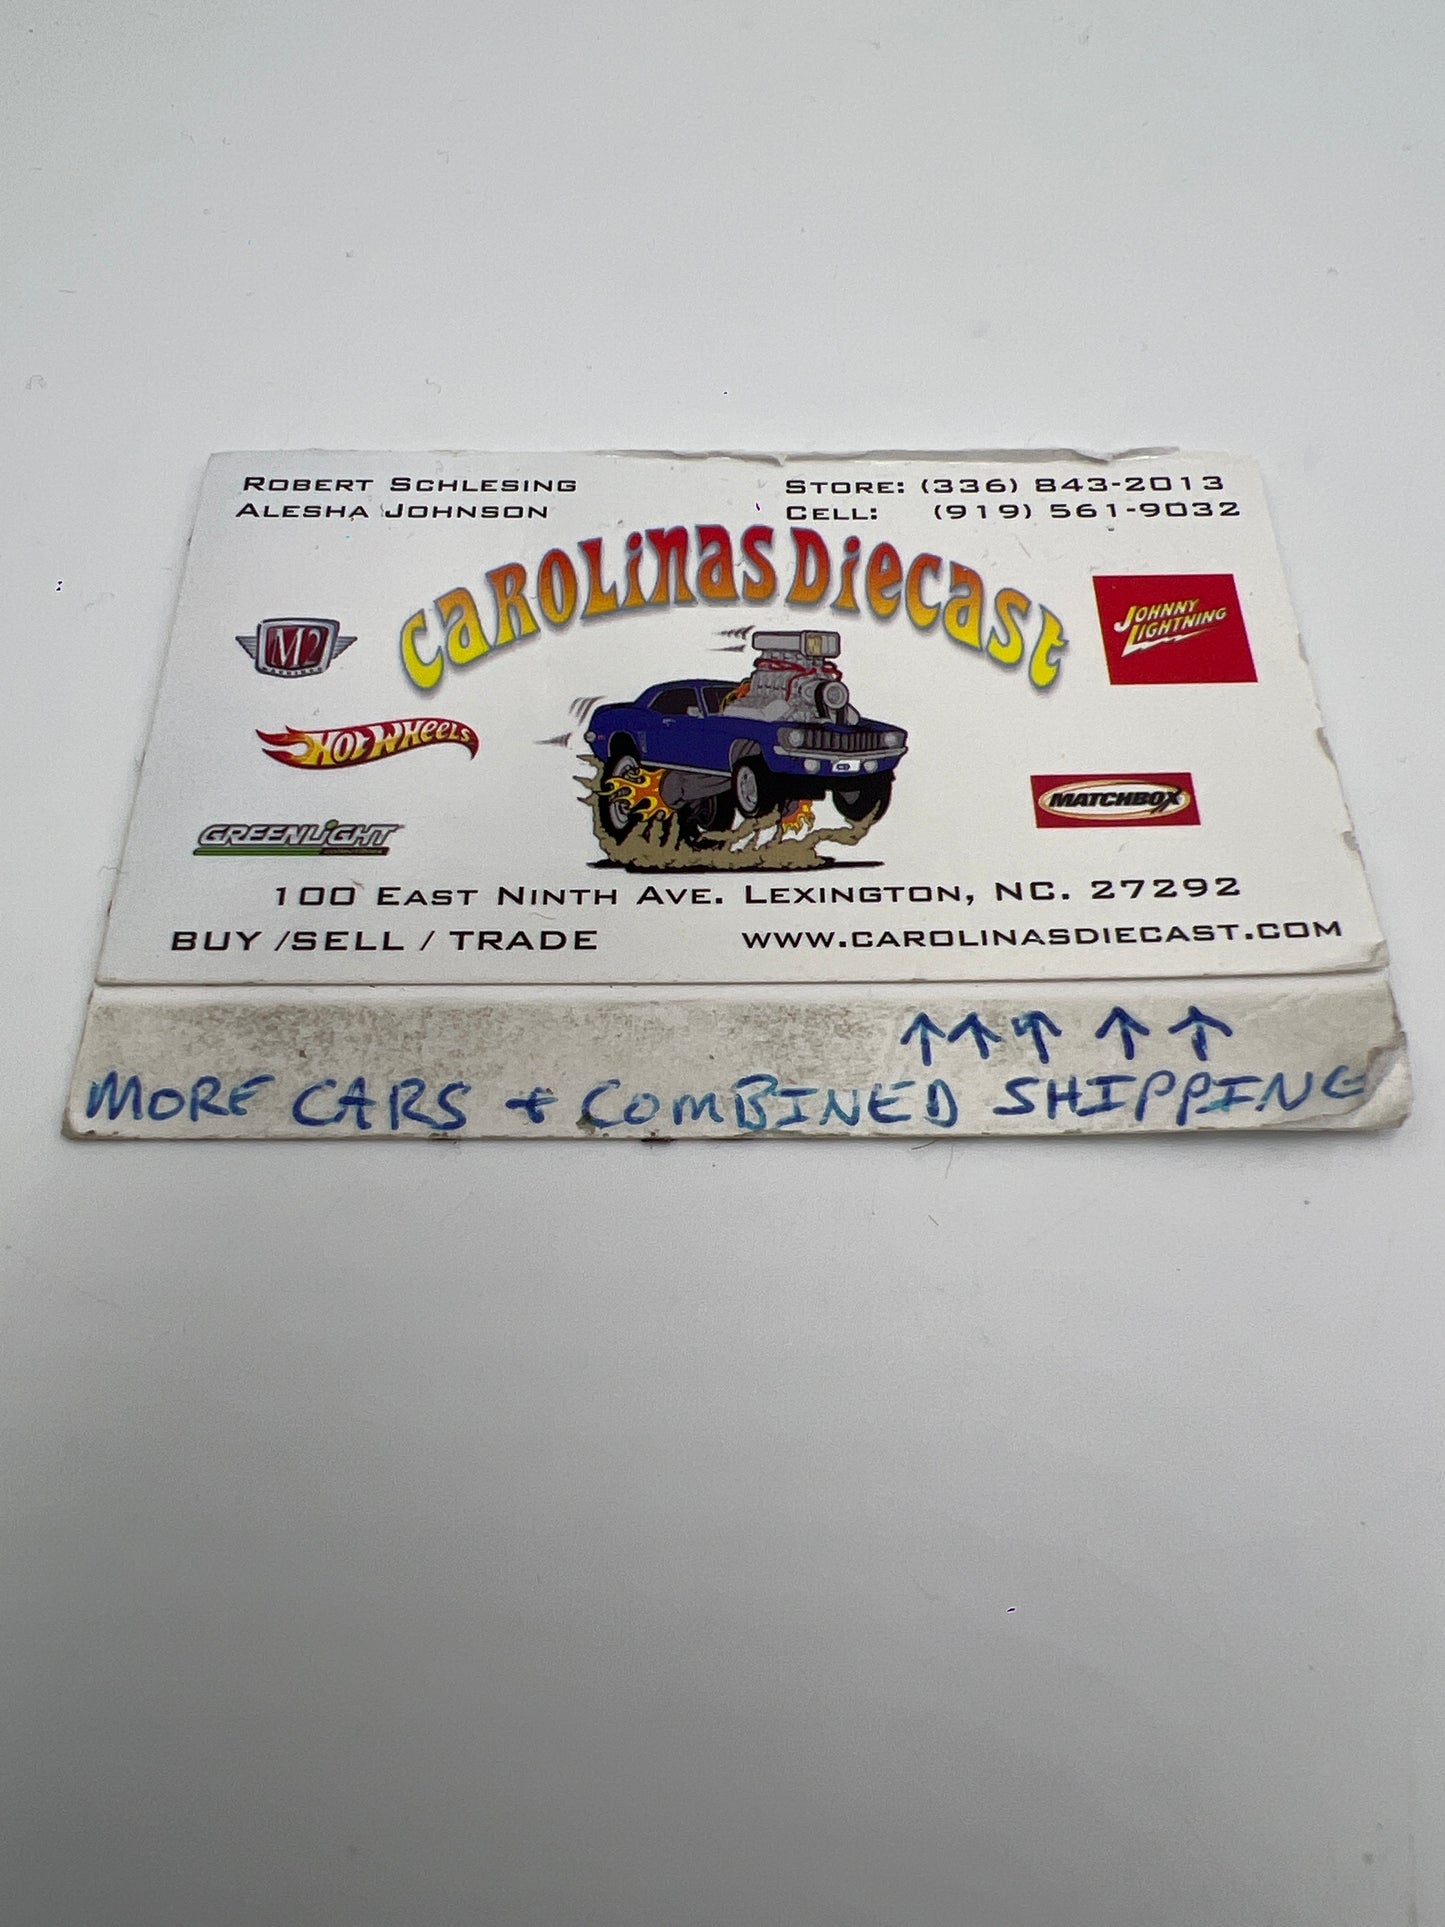 ROBERT SCHLESING
ALESHA JOHNSON
STORE: (336) 843-2013
CELL: (919) 561-9032
CAROLINAS DIECAST
M2
JOHNNY LIGHTNING
HOT WHEELS
MATCHBOX
GREENLIGHT
100 EAST NINTH AVE. LEXINGTON, NC. 27292
BUY /SELL / TRADE
WWW.CAROLINASDIECAST.COM
↑ ↑ ↑ ↑ ↑
MORE CARS + COMBINED SHIPPING